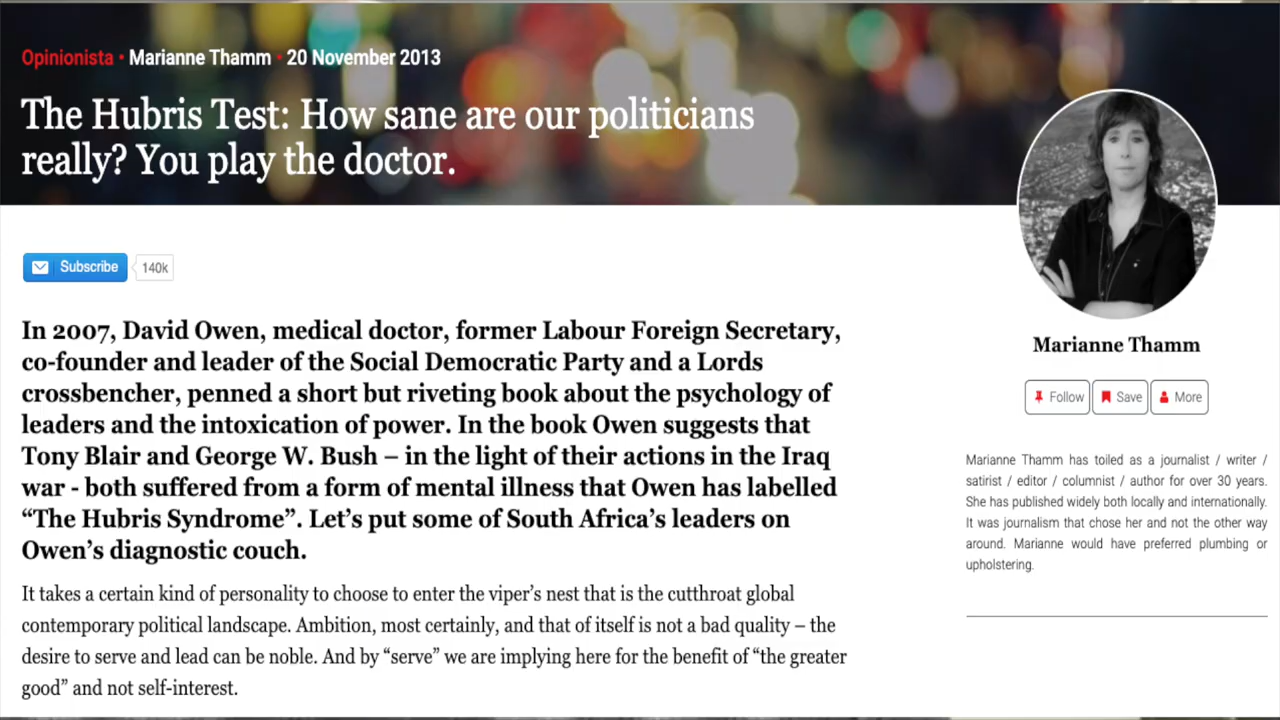 Opinionista • Marianne Thamm • 20 November 2013
The Hubris Test: How sane are our politicians
really? You play the doctor.
Subscribe 140k
In 2007, David Owen, medical doctor, former Labour Foreign Secretary,
co-founder and leader of the Social Democratic Party and a Lords
crossbencher, penned a short but riveting book about the psychology of
leaders and the intoxication of power. In the book Owen suggests that
Tony Blair and George W. Bush – in the light of their actions in the Iraq
war - both suffered from a form of mental illness that Owen has labelled
“The Hubris Syndrome”. Let’s put some of South Africa’s leaders on
Owen’s diagnostic couch.
It takes a certain kind of personality to choose to enter the viper’s nest that is the cutthroat global
contemporary political landscape. Ambition, most certainly, and that of itself is not a bad quality – the
desire to serve and lead can be noble. And by “serve” we are implying here for the benefit of “the greater
good” and not self-interest.
Marianne Thamm
Follow Save More
Marianne Thamm has toiled as a journalist / writer /
satirist / editor / columnist / author for over 30 years.
She has published widely both locally and internationally.
It was journalism that chose her and not the other way
around. Marianne would have preferred plumbing or
upholstering.